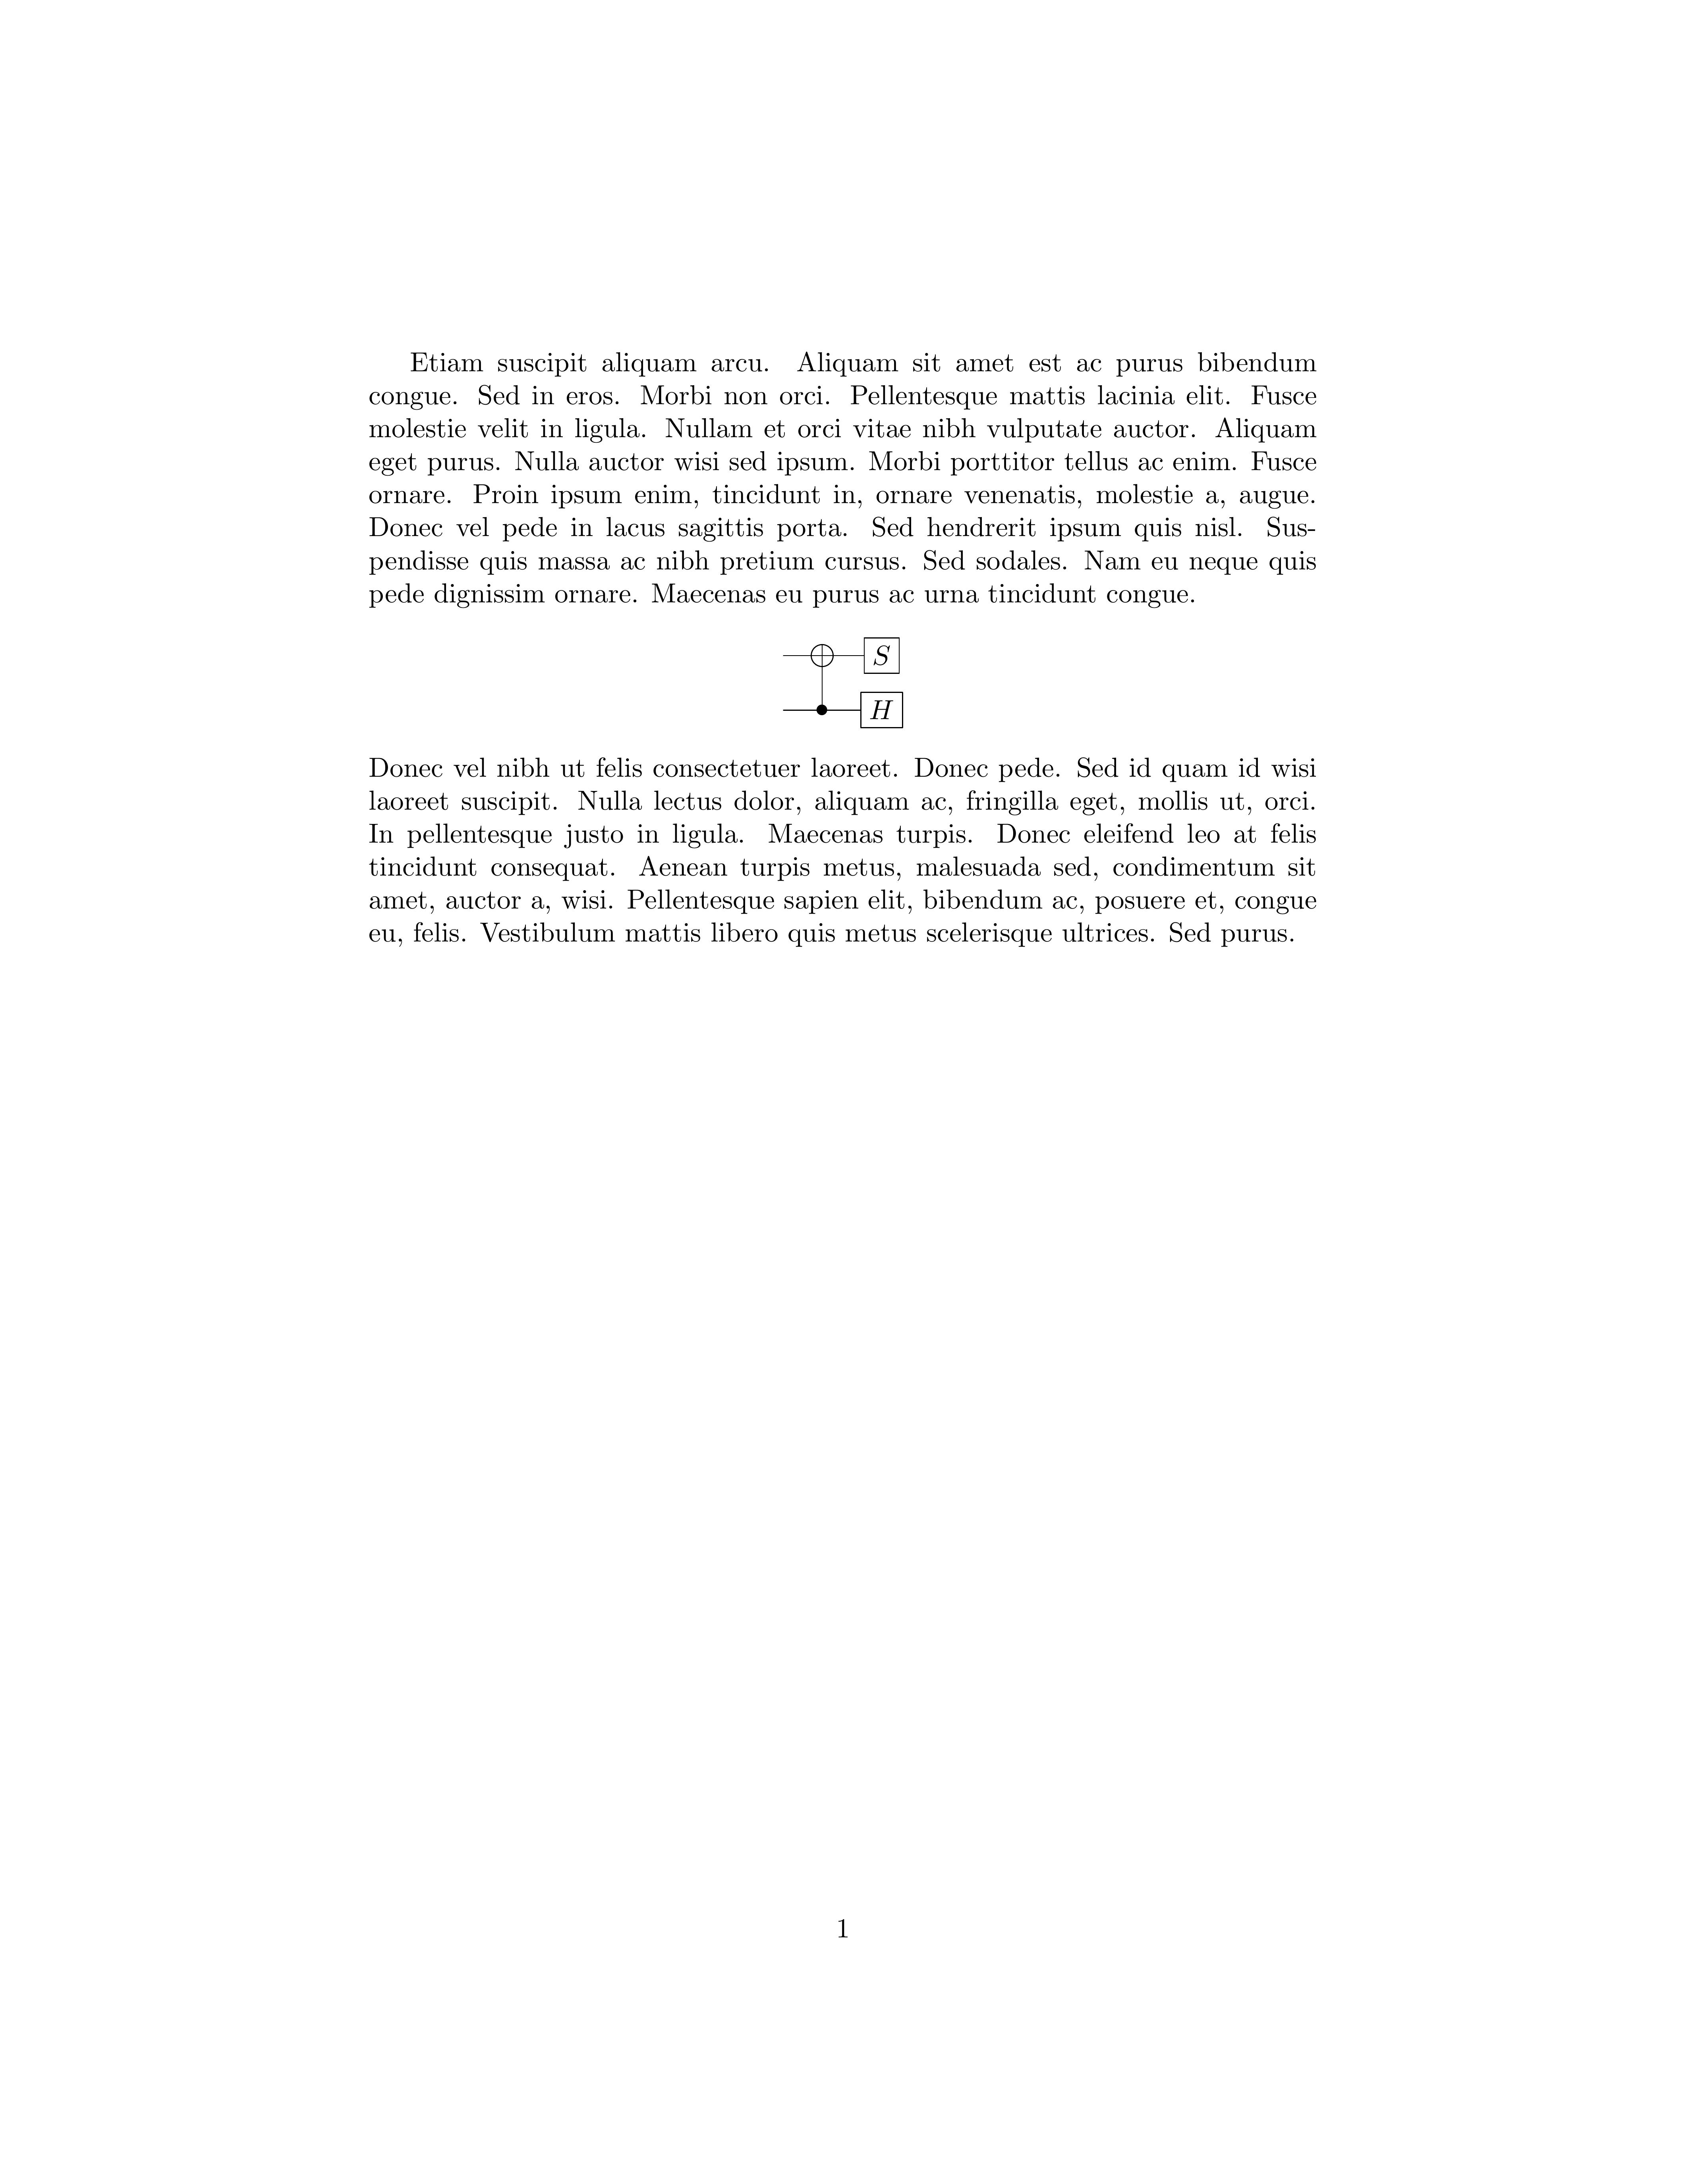 Etiam suscipit aliquam arcu. Aliquam sit amet est ac purus bibendum
congue. Sed in eros. Morbi non orci. Pellentesque mattis lacinia elit. Fusce
molestie velit in ligula. Nullam et orci vitae nibh vulputate auctor. Aliquam
eget purus. Nulla auctor wisi sed ipsum. Morbi porttitor tellus ac enim. Fusce
ornare. Proin ipsum enim, tincidunt in, ornare venenatis, molestie a, augue.
Donec vel pede in lacus sagittis porta. Sed hendrerit ipsum quis nisl. Sus-
pendisse quis massa ac nibh pretium cursus. Sed sodales. Nam eu neque quis
pede dignissim ornare. Maecenas eu purus ac urna tincidunt congue.
S
H
Donec vel nibh ut felis consectetuer laoreet. Donec pede. Sed id quam id wisi
laoreet suscipit. Nulla lectus dolor, aliquam ac, fringilla eget, mollis ut, orci.
In pellentesque justo in ligula. Maecenas turpis. Donec eleifend leo at felis
tincidunt consequat. Aenean turpis metus, malesuada sed, condimentum sit
amet, auctor a, wisi. Pellentesque sapien elit, bibendum ac, posuere et, congue
eu, felis. Vestibulum mattis libero quis metus scelerisque ultrices. Sed purus.
1